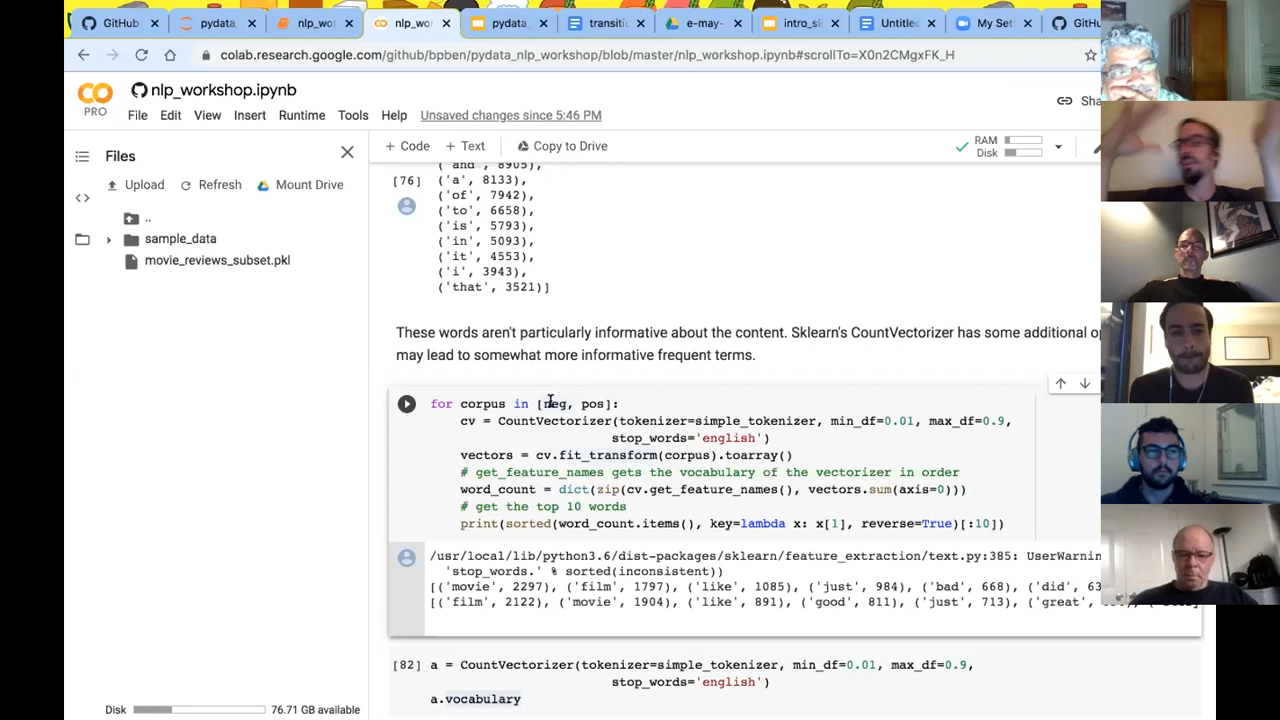 GitHub
pydata
nlp_wo
nlp_wo
pydata
transitio
e-may-
intro_sli
Untitled
My Set
GitHu
colab.research.google.com/github/bpben/pydata_nlp_workshop/blob/master/nlp_workshop.ipynb#scrollTo=X0n2CMgxFK_H
CO
PRO
nlp_workshop.ipynb
File Edit View Insert Runtime Tools Help Unsaved changes since 5:46 PM
Sha
Files
Upload Refresh Mount Drive
..
sample_data
movie_reviews_subset.pkl
Disk 76.71 GB available
+ Code + Text Copy to Drive
RAM
Disk
('and', 8905),
[76] ('a', 8133),
('of', 7942),
('to', 6658),
('is', 5793),
('in', 5093),
('it', 4553),
('i', 3943),
('that', 3521)]
These words aren't particularly informative about the content. Sklearn's CountVectorizer has some additional op
may lead to somewhat more informative frequent terms.
for corpus in [neg, pos]:
cv = CountVectorizer(tokenizer=simple_tokenizer, min_df=0.01, max_df=0.9,
stop_words='english')
vectors = cv.fit_transform(corpus).toarray()
# get_feature_names gets the vocabulary of the vectorizer in order
word_count = dict(zip(cv.get_feature_names(), vectors.sum(axis=0)))
# get the top 10 words
print(sorted(word_count.items(), key=lambda x: x[1], reverse=True)[:10])
/usr/local/lib/python3.6/dist-packages/sklearn/feature_extraction/text.py:385: UserWarnin
'stop_words.' % sorted(inconsistent))
[('movie', 2297), ('film', 1797), ('like', 1085), ('just', 984), ('bad', 668), ('did', 63
[('film', 2122), ('movie', 1904), ('like', 891), ('good', 811), ('just', 713), ('great',
[82] a = CountVectorizer(tokenizer=simple_tokenizer, min_df=0.01, max_df=0.9,
stop_words='english')
a.vocabulary